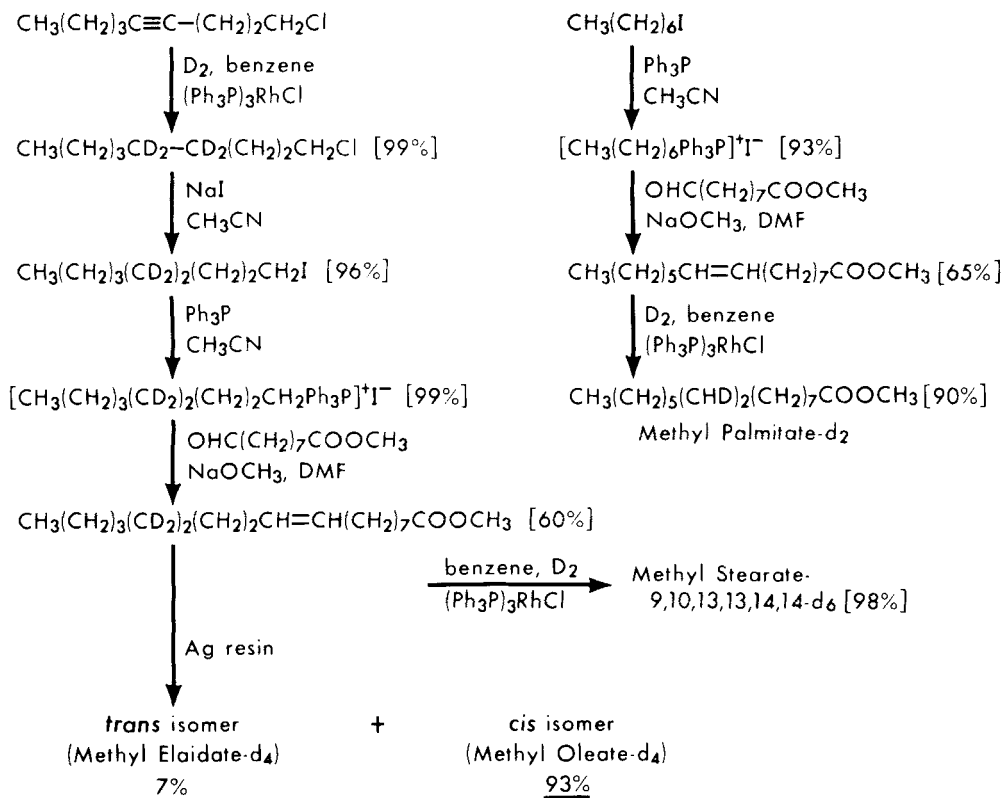 CH₃(CH₂)₃C≡C–(CH₂)₂CH₂Cl
D₂, benzene
(Ph₃P)₃RhCl
CH₃(CH₂)₃CD₂–CD₂(CH₂)₂CH₂Cl [99%]
NaI
CH₃CN
CH₃(CH₂)₃(CD₂)₂(CH₂)₂CH₂I [96%]
Ph₃P
CH₃CN
[CH₃(CH₂)₃(CD₂)₂(CH₂)₂CH₂Ph₃P]⁺I⁻ [99%]
OHC(CH₂)₇COOCH₃
NaOCH₃, DMF
CH₃(CH₂)₃(CD₂)₂(CH₂)₂CH=CH(CH₂)₇COOCH₃ [60%]
benzene, D₂
(Ph₃P)₃RhCl
Methyl Stearate-
9,10,13,13,14,14-d₆ [98%]
Ag resin
trans isomer
(Methyl Elaidate-d₄)
7%
+
cis isomer
(Methyl Oleate-d₄)
93%
CH₃(CH₂)₆I
Ph₃P
CH₃CN
[CH₃(CH₂)₆Ph₃P]⁺I⁻ [93%]
OHC(CH₂)₇COOCH₃
NaOCH₃, DMF
CH₃(CH₂)₅CH=CH(CH₂)₇COOCH₃ [65%]
D₂, benzene
(Ph₃P)₃RhCl
CH₃(CH₂)₅(CHD)₂(CH₂)₇COOCH₃ [90%]
Methyl Palmitate-d₂